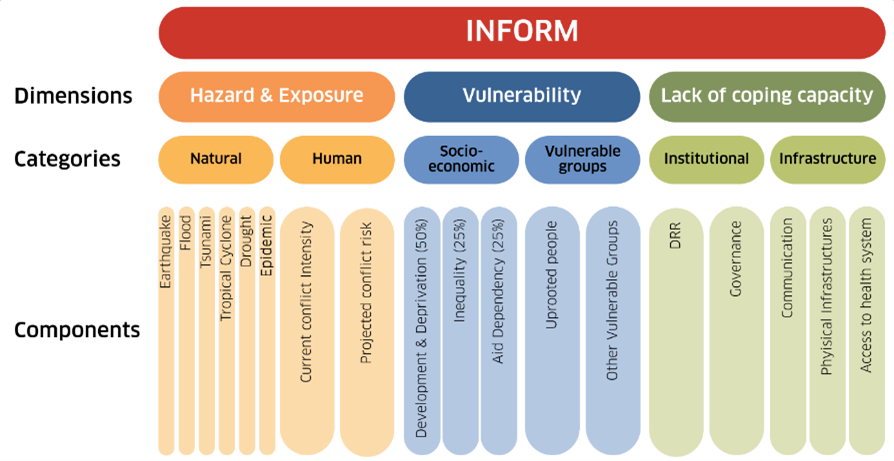 INFORM
Dimensions
Hazard & Exposure
Vulnerability
Lack of coping capacity
Categories
Natural
Human
Socio-
economic
Vulnerable
groups
Institutional
Infrastructure
Components
Earthquake
Flood
Tsunami
Tropical Cyclone
Drought
Epidemic
Current conflict Intensity
Projected conflict risk
Development & Deprivation (50%)
Inequality (25%)
Aid Dependency (25%)
Uprooted people
Other Vulnerable Groups
DRR
Governance
Communication
Phyisical Infrastructures
Access to health system